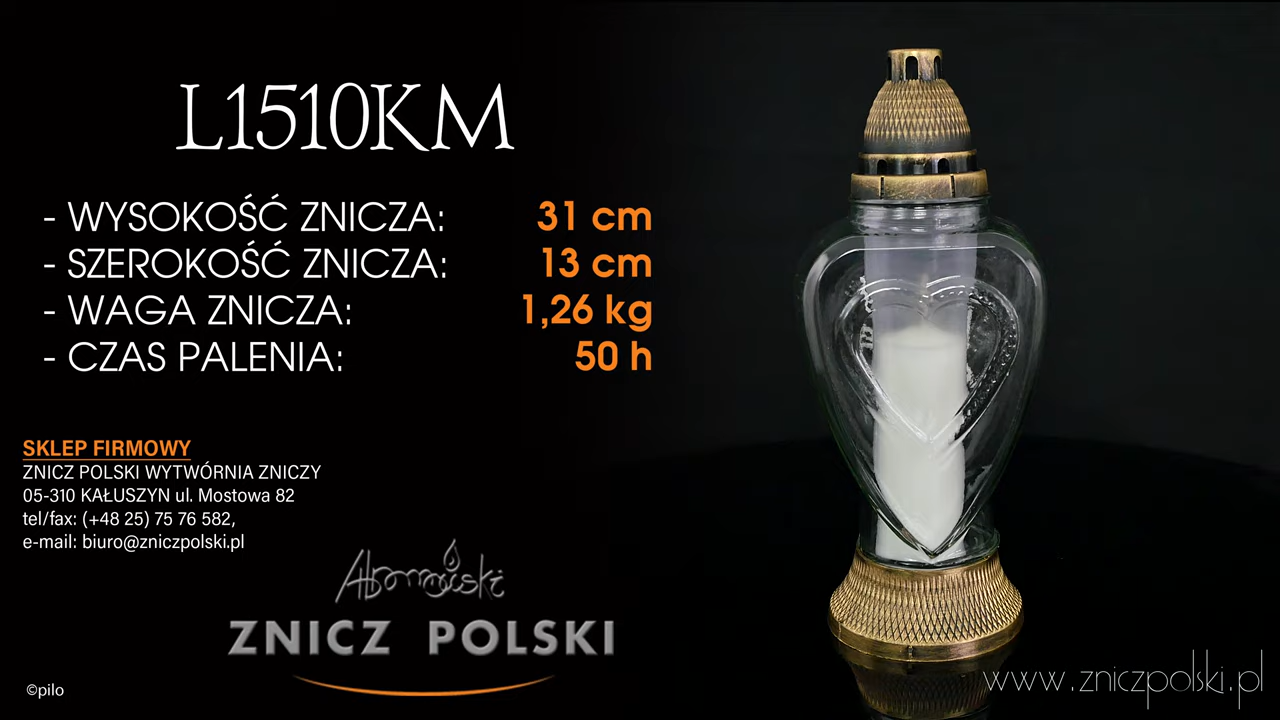 L1510KM
- WYSOKOŚĆ ZNICZA: 31 cm
- SZEROKOŚĆ ZNICZA: 13 cm
- WAGA ZNICZA: 1,26 kg
- CZAS PALENIA: 50 h
SKLEP FIRMOWY
ZNICZ POLSKI WYTWÓRNIA ZNICZY
05-310 KAŁUSZYN ul. Mostowa 82
tel/fax: (+48 25) 75 76 582,
e-mail: biuro@zniczpolski.pl
ZNICZ POLSKI
©pilo
www.zniczpolski.pl